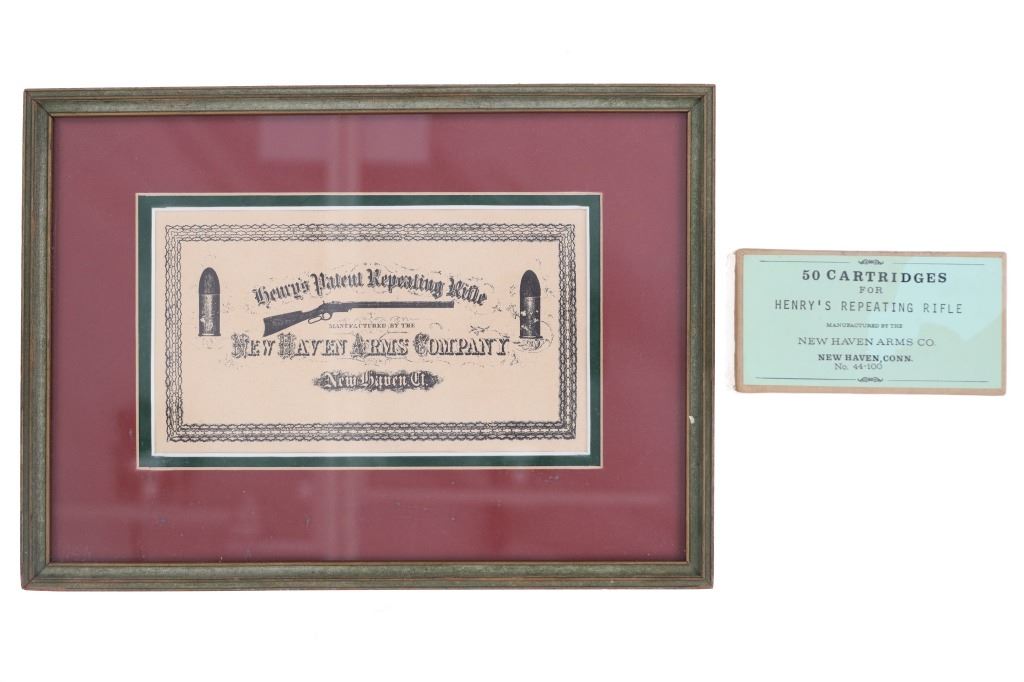 Henry's Patent Repeating Rifle
MANUFACTURED BY THE
NEW HAVEN ARMS COMPANY
New Haven Ct.
50 CARTRIDGES
FOR
HENRY'S REPEATING RIFLE
MANUFACTURED BY THE
NEW HAVEN ARMS CO.
NEW HAVEN, CONN.
No. 44-100